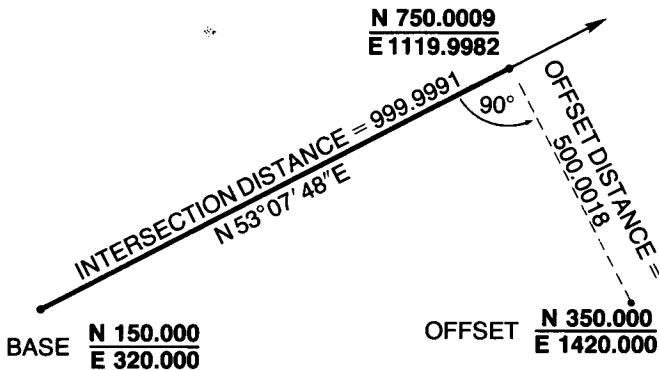 N 750.0009
E 1119.9982
INTERSECTION DISTANCE = 999.9991
N 53° 07' 48" E
90°
OFFSET DISTANCE =
500.0018
BASE N 150.000
E 320.000
OFFSET N 350.000
E 1420.000